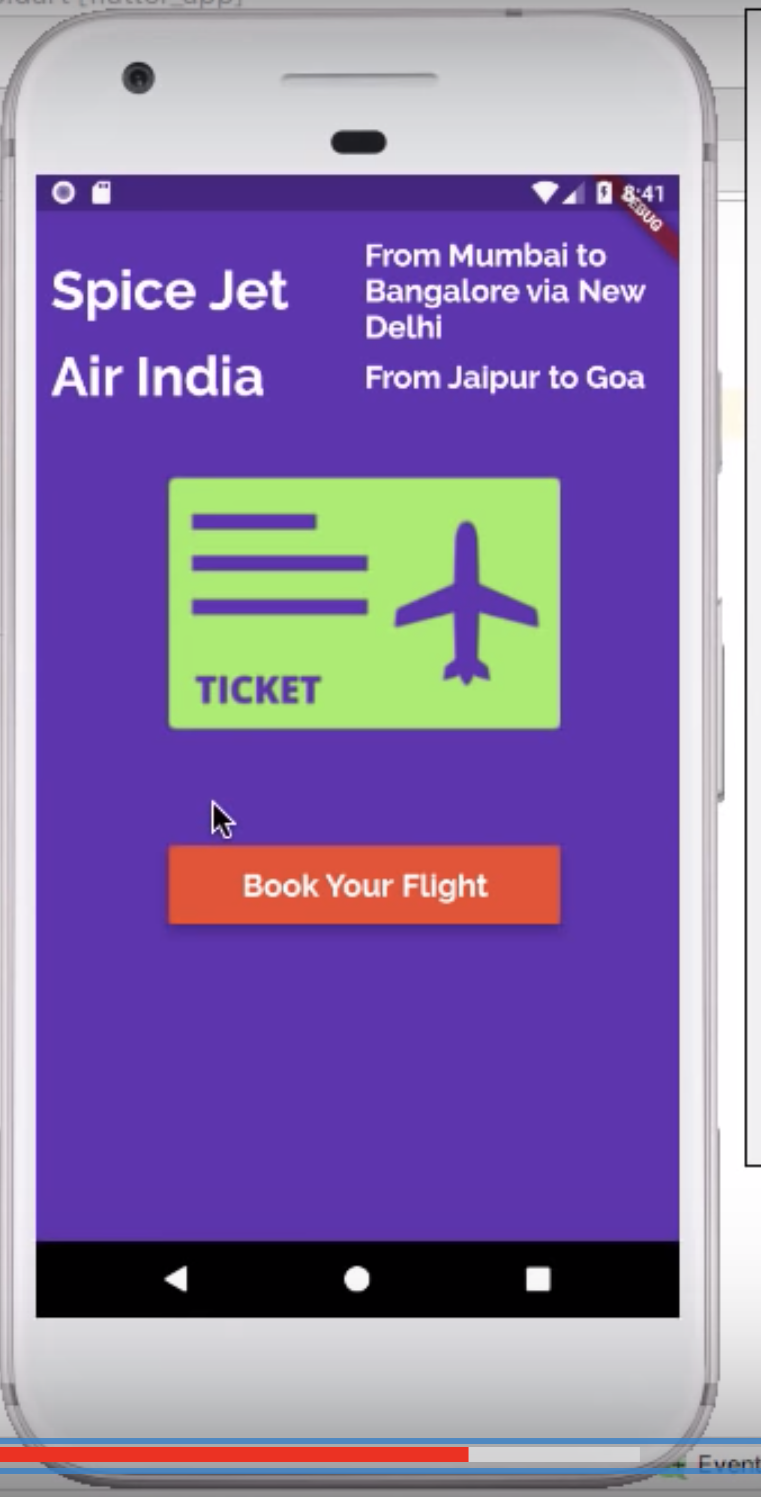 [flutter_app]
8:41
DEBUG
Spice Jet
From Mumbai to
Bangalore via New
Delhi
Air India
From Jaipur to Goa
TICKET
Book Your Flight
Event